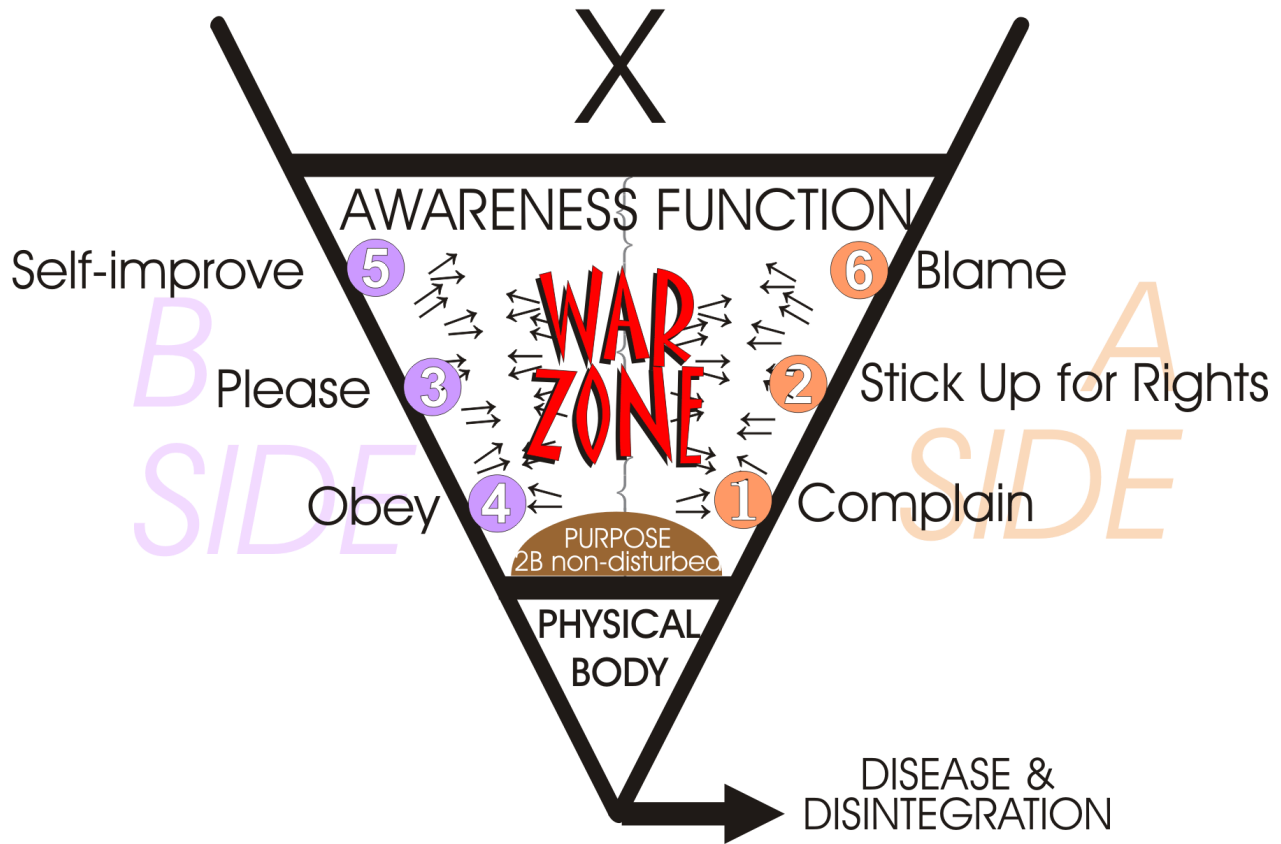 X
AWARENESS FUNCTION
Self-improve
5
6
Blame
B
SIDE
A
SIDE
WAR
ZONE
Please
3
2
Stick Up for Rights
Obey
4
1
Complain
PURPOSE
2B non-disturbed
PHYSICAL
BODY
DISEASE &
DISINTEGRATION